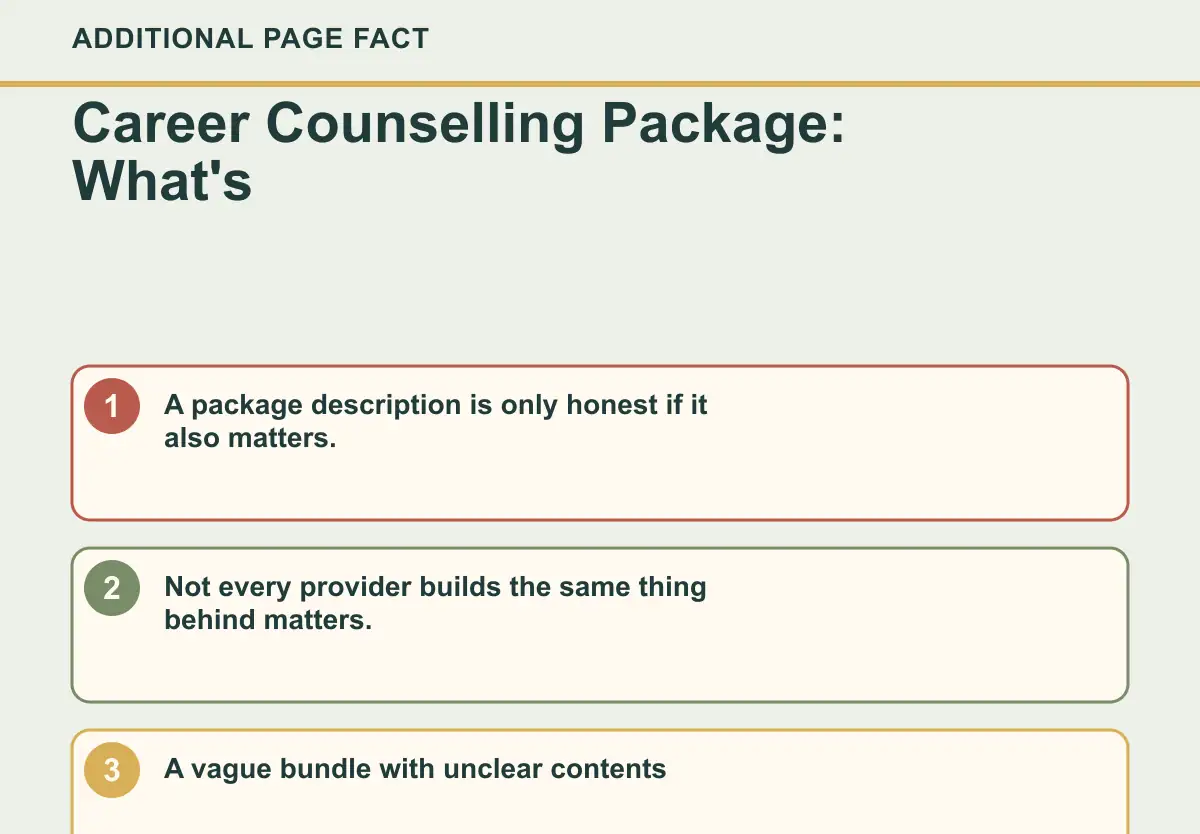 ADDITIONAL PAGE FACT
Career Counselling Package:
What's
1
A package description is only honest if it
also matters.
2
Not every provider builds the same thing
behind matters.
3
A vague bundle with unclear contents